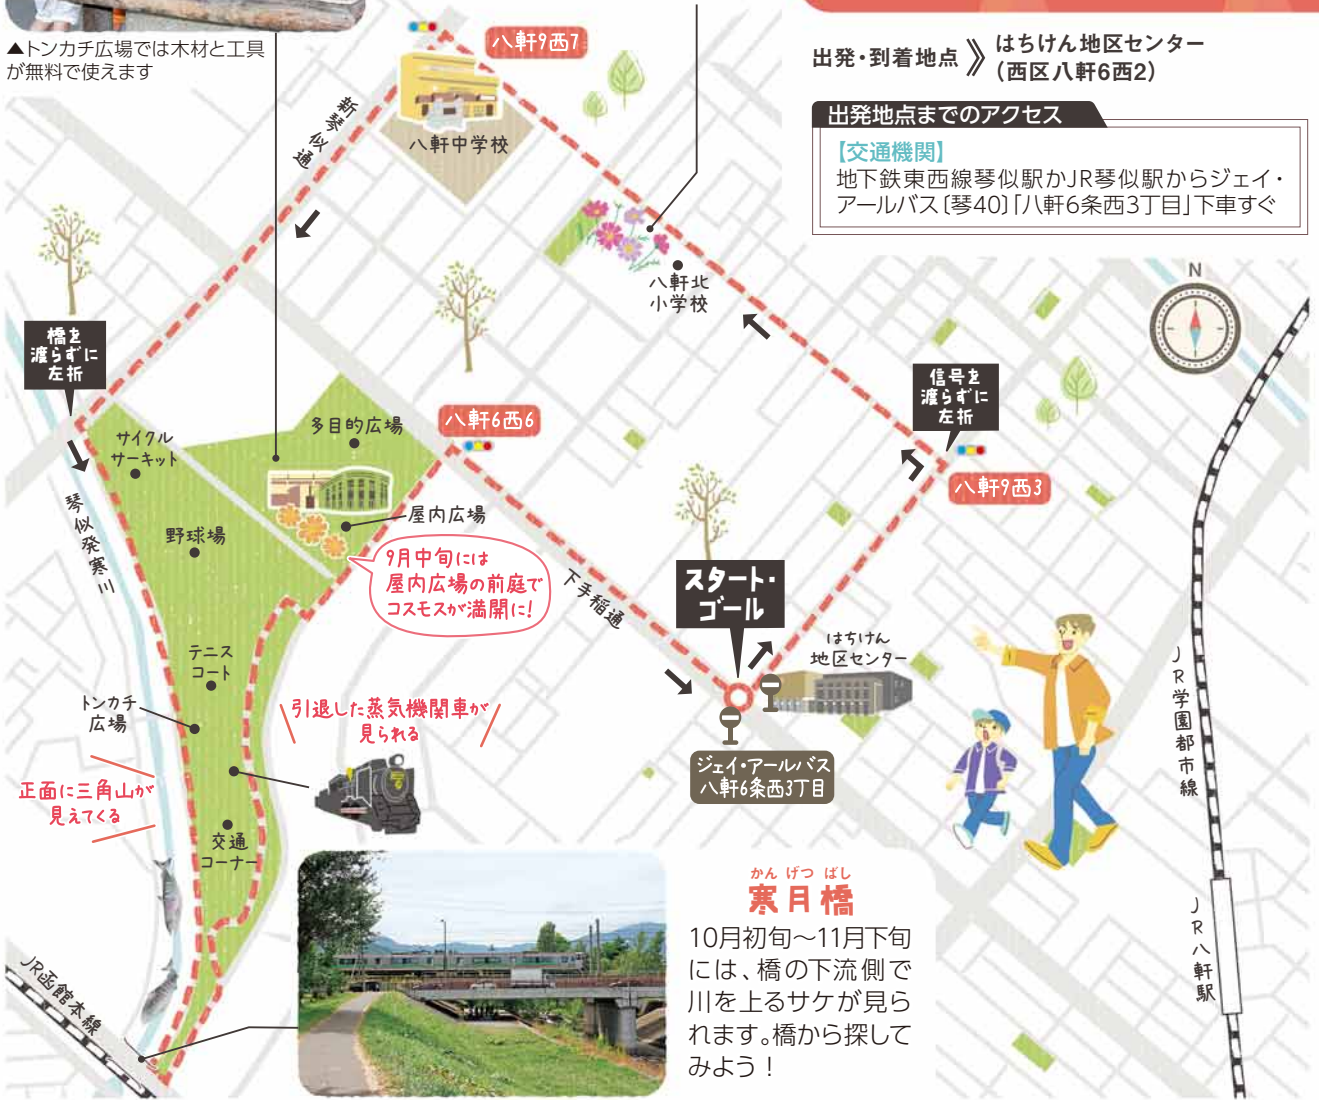 ▲トンカチ広場では木材と工具
が無料で使えます
出発・到着地点 》 はちけん地区センター
(西区八軒6西2)
出発地点までのアクセス
【交通機関】
地下鉄東西線琴似駅かJR琴似駅からジェイ・
アールバス〔琴40〕「八軒6条西3丁目」下車すぐ
八軒9西7
新琴似通
八軒中学校
八軒北
小学校
N
橋を
渡らずに
左折
信号を
渡らずに
左折
八軒6西6
八軒9西3
多目的広場
サイクル
サーキット
屋内広場
野球場
琴似発寒川
9月中旬には
屋内広場の前庭で
コスモスが満開に!
下手稲通
スタート・
ゴール
はちけん
地区センター
テニス
コート
トンカチ
広場
引退した蒸気機関車が
見られる
ジェイ・アールバス
八軒6条西3丁目
JR学園都市線
正面に三角山が
見えてくる
交通
コーナー
JR函館本線
JR八軒駅
かんげつばし
寒月橋
10月初旬〜11月下旬
には、橋の下流側で
川を上るサケが見ら
れます。橋から探して
みよう！